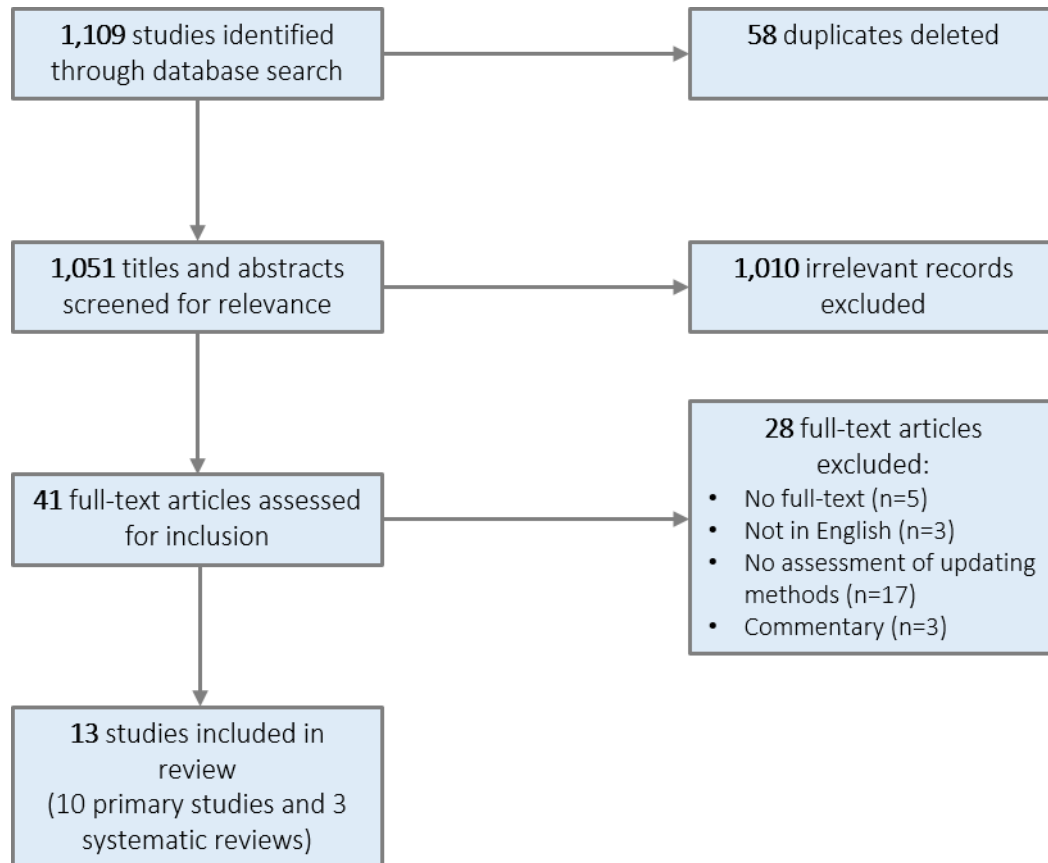 1,109 studies identified
through database search
58 duplicates deleted
1,051 titles and abstracts
screened for relevance
1,010 irrelevant records
excluded
41 full-text articles assessed
for inclusion
28 full-text articles
excluded:
• No full-text (n=5)
• Not in English (n=3)
• No assessment of updating
methods (n=17)
• Commentary (n=3)
13 studies included in
review
(10 primary studies and 3
systematic reviews)